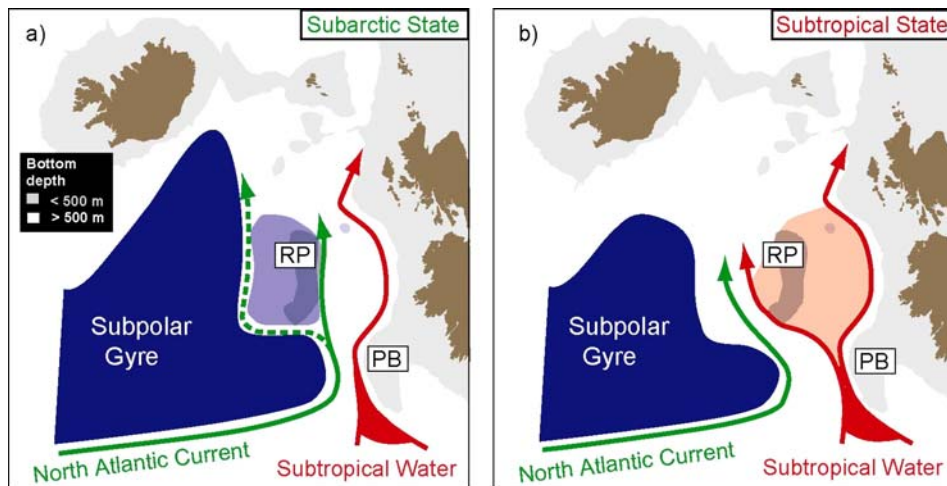 a)
Subarctic State
Bottom
depth
< 500 m
> 500 m
RP
Subpolar
Gyre
PB
North Atlantic Current
Subtropical Water
b)
Subtropical State
RP
Subpolar
Gyre
PB
North Atlantic Current
Subtropical Water